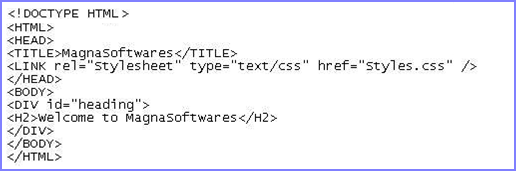 <!DOCTYPE HTML>
<HTML>
<HEAD>
<TITLE>MagnaSoftwares</TITLE>
<LINK rel="Stylesheet" type="text/css" href="Styles.css" />
</HEAD>
<BODY>
<DIV id="heading">
<H2>Welcome to MagnaSoftwares</H2>
</DIV>
</BODY>
</HTML>